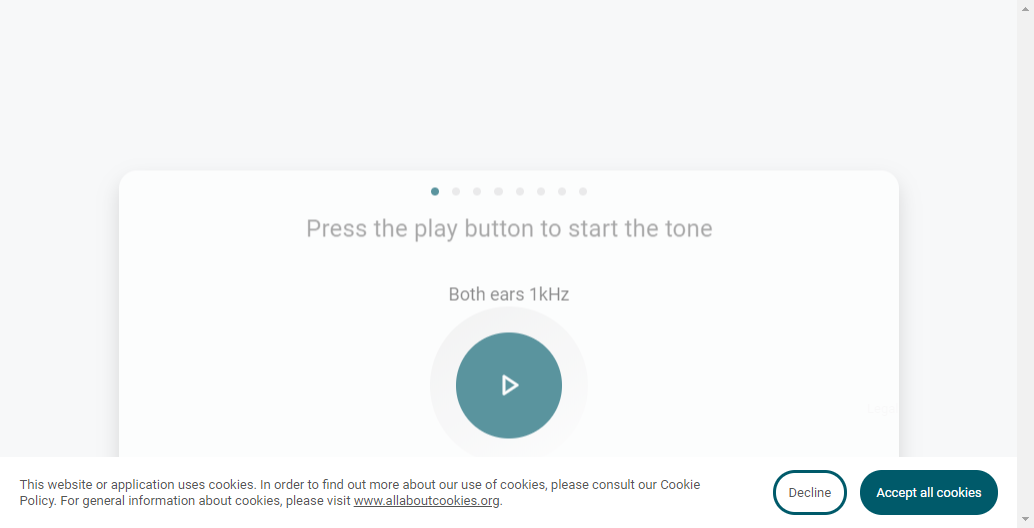 Press the play button to start the tone
Both ears 1kHz
This website or application uses cookies. In order to find out more about our use of cookies, please consult our Cookie
Policy. For general information about cookies, please visit www.allaboutcookies.org.
Decline
Accept all cookies